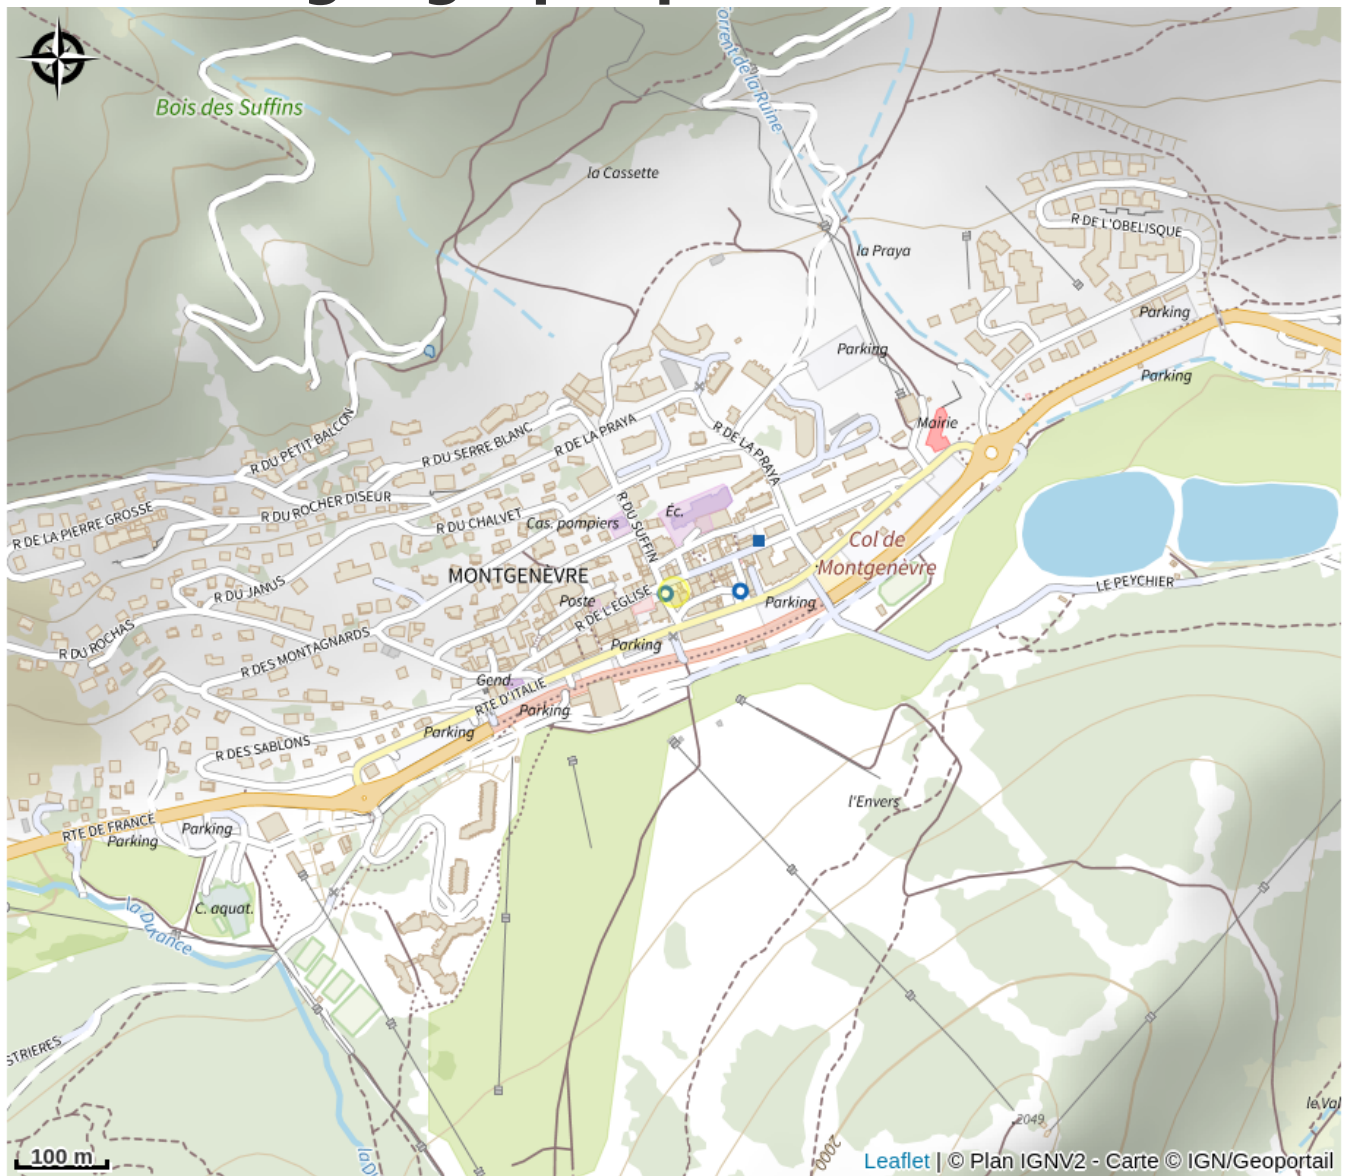 Torrent de la Ruine
Bois des Suffins
la Cassette
R DE L'OBELISQUE
la Praya
Parking
Parking
Parking
Mairie
R DU PETIT BALCON
R DU SERRE BLANC
R DE LA PRAYA
R DE LA PRAYA
R DU ROCHER DISEUR
R DE LA PIERRE GROSSE
R DU CHALVET
Cas. pompiers
R DU SUFFIN
Éc.
Col de
Montgenèvre
MONTGENÈVRE
LE PEYCHIER
R DU JANUS
Poste
R DE L'EGLISE
Parking
R DU ROCHAS
R DES MONTAGNARDS
Parking
Gend.
RTE D'ITALIE
Parking
Parking
R DES SABLONS
l'Envers
RTE DE FRANCE
Parking
Parking
C. aquat.
la Durance
STRIERES
2049
le Val
2000
la D
100 m
Leaflet | © Plan IGNV2 - Carte © IGN/Geoportail